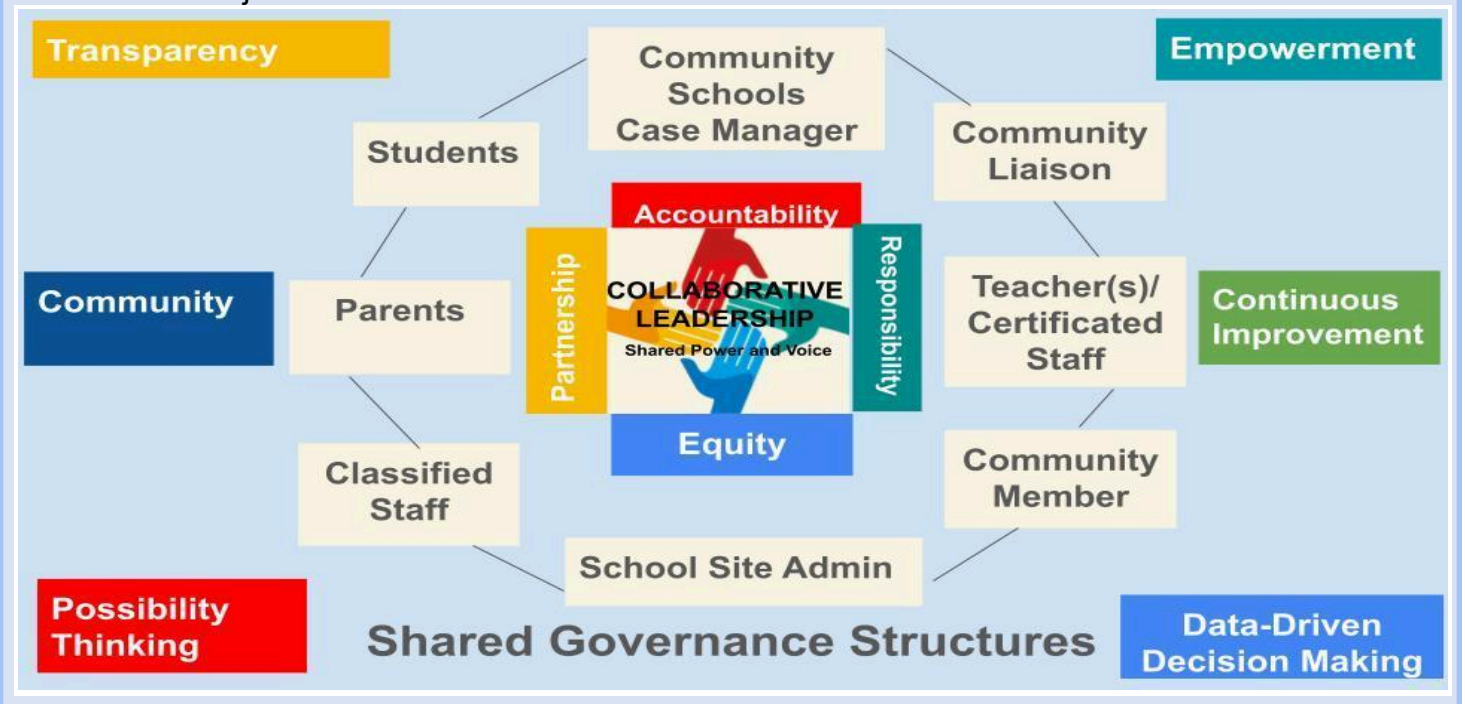 Transparency
Empowerment
Community
Schools
Case Manager
Students
Community
Liaison
Accountability
Partnership
Responsibility
COLLABORATIVE
LEADERSHIP
Shared Power and Voice
Equity
Community
Parents
Teacher(s)/
Certificated
Staff
Continuous
Improvement
Classified
Staff
Community
Member
School Site Admin
Possibility
Thinking
Shared Governance Structures
Data-Driven
Decision Making